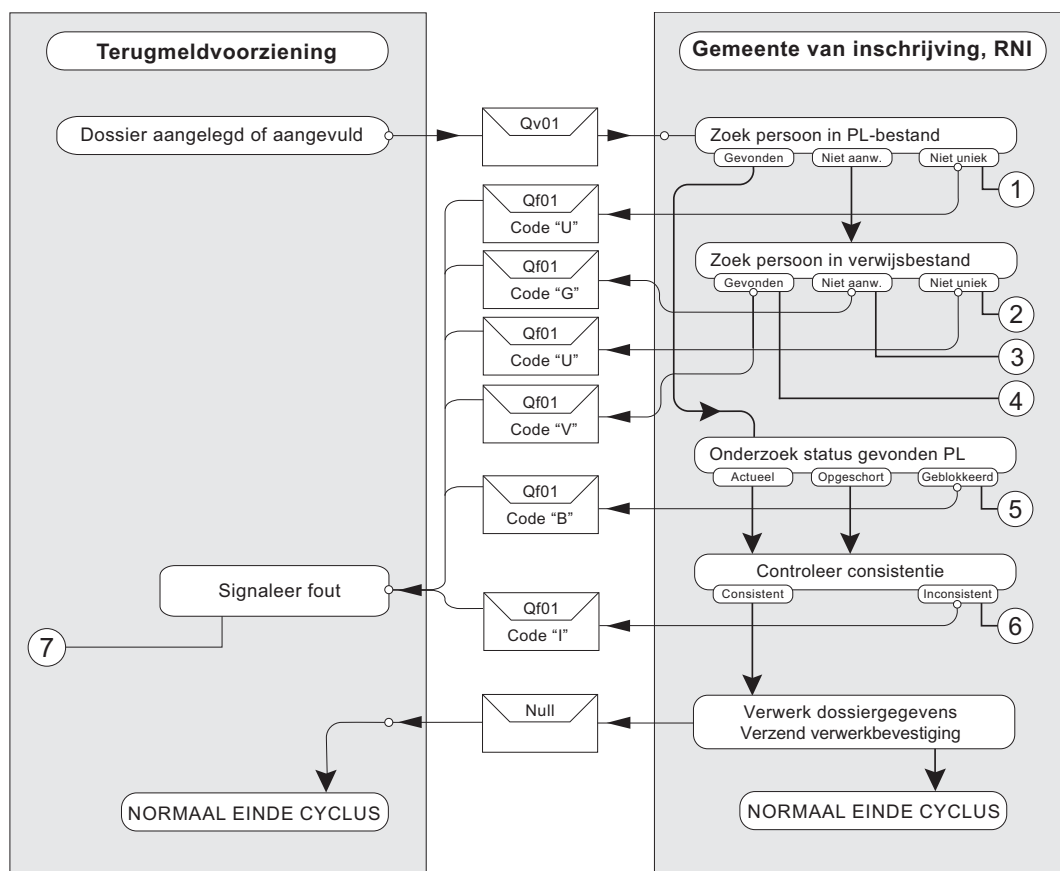 Terugmeldvoorziening
Gemeente van inschrijving, RNI
Dossier aangelegd of aangevuld
Qv01
Zoek persoon in PL-bestand
Gevonden
Niet aanw.
Niet uniek
1
Qf01
Code “U”
Zoek persoon in verwijsbestand
Gevonden
Niet aanw.
Niet uniek
Qf01
Code “G”
2
Qf01
Code “U”
3
4
Qf01
Code “V”
Onderzoek status gevonden PL
Actueel
Opgeschort
Geblokkeerd
Qf01
Code “B”
5
Controleer consistentie
Consistent
Inconsistent
Signaleer fout
Qf01
Code “I”
6
7
Null
Verwerk dossiergegevens
Verzend verwerkbevestiging
NORMAAL EINDE CYCLUS
NORMAAL EINDE CYCLUS